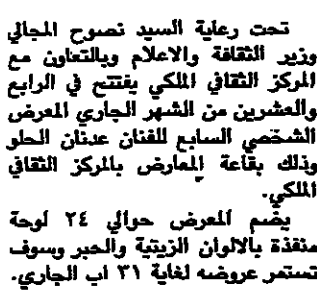 تحت رعاية السيد نصوح المجالي
وزير الثقافة والاعلام وبالتعاون مع
المركز الثقافي الملكي يفتتح في الرابع
والعشرين من الشهر الجاري المعرض
الشخصي السابع للفنان عدنان الحلو
وذلك بقاعة المعارض بالمركز الثقافي
الملكي.
يضم المعرض حوالي ٢٤ لوحة
منفذة بالالوان الزيتية والحبر وسوف
تستمر عروضه لغاية ٣١ اب الجاري.